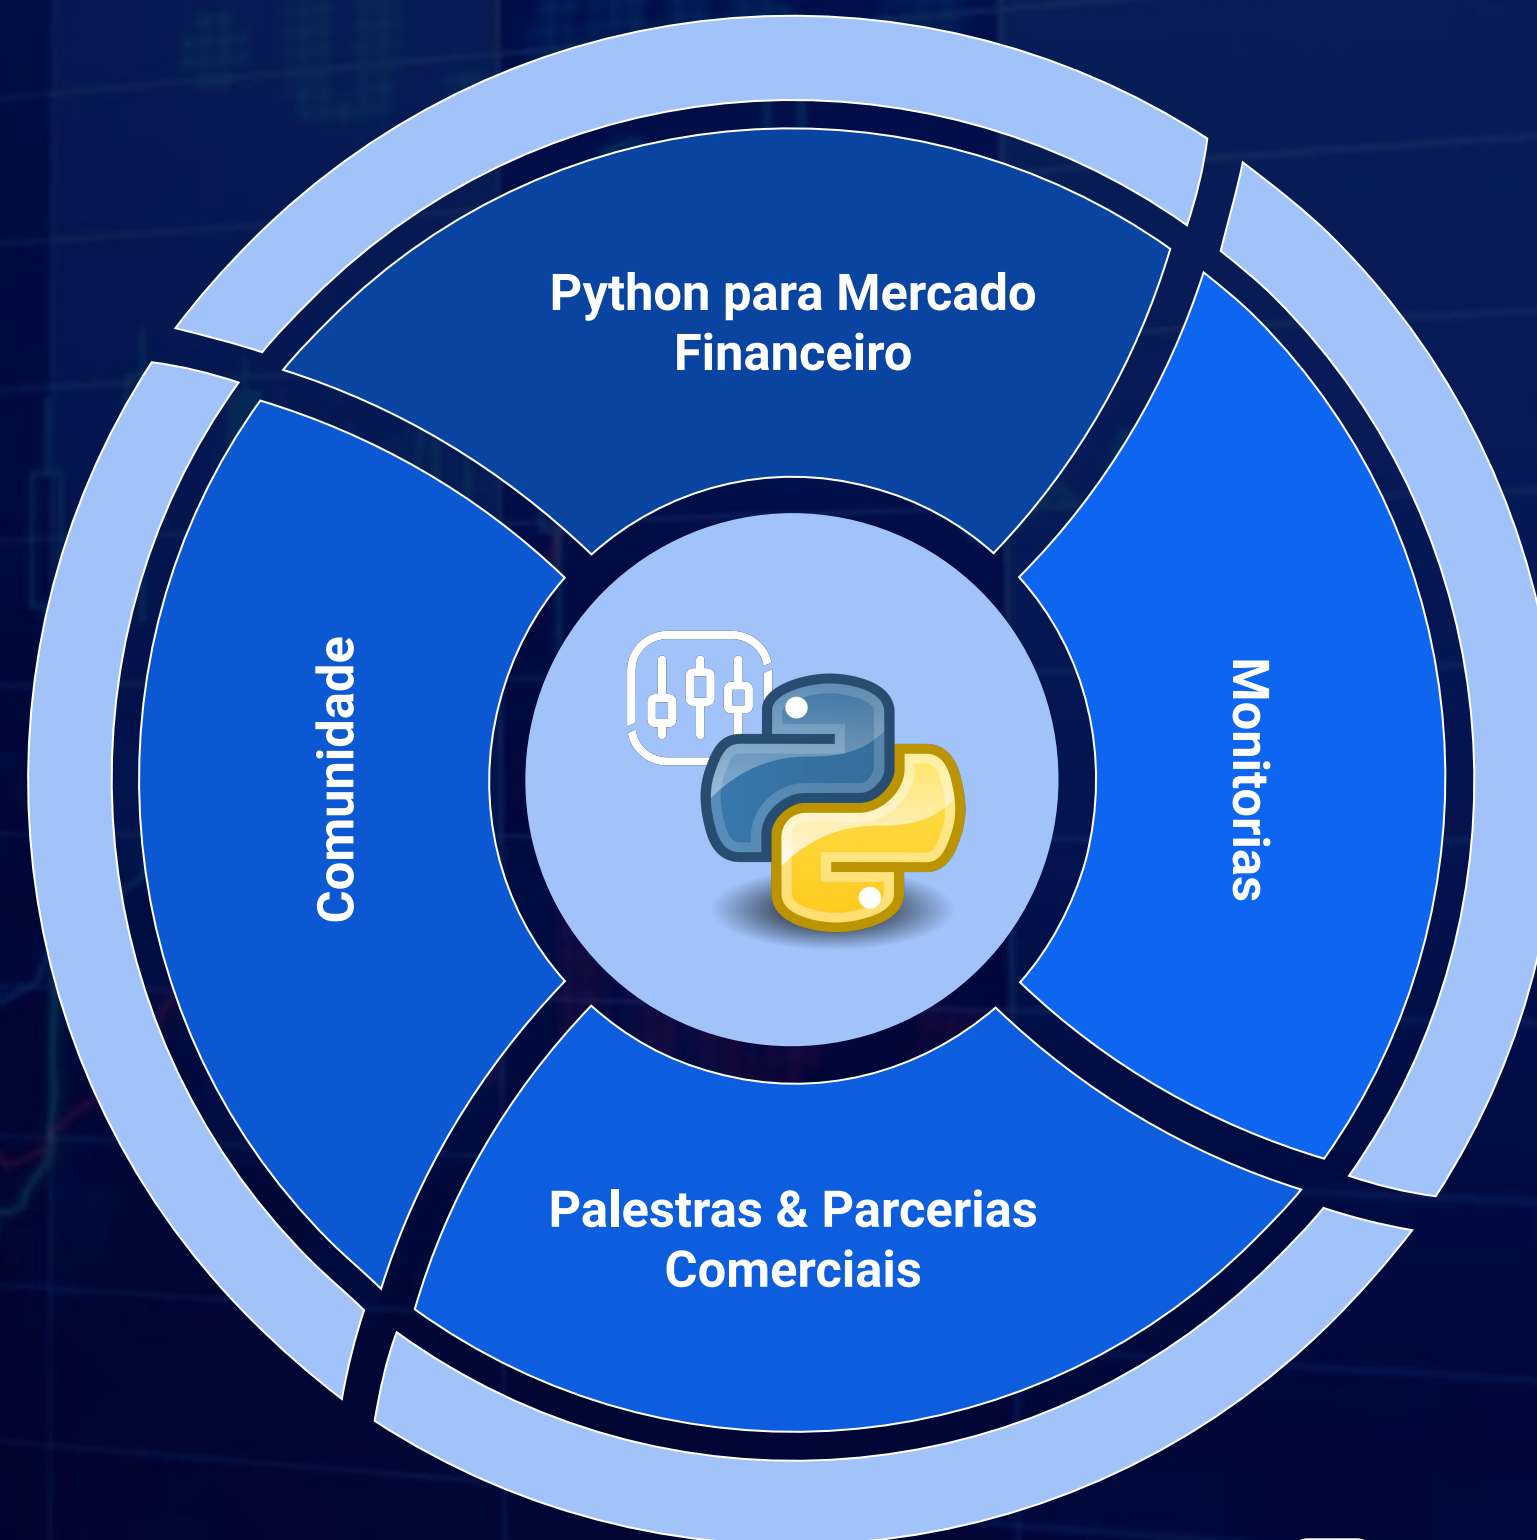 Python para Mercado
Financeiro
Comunidade
Monitorias
Palestras & Parcerias
Comerciais